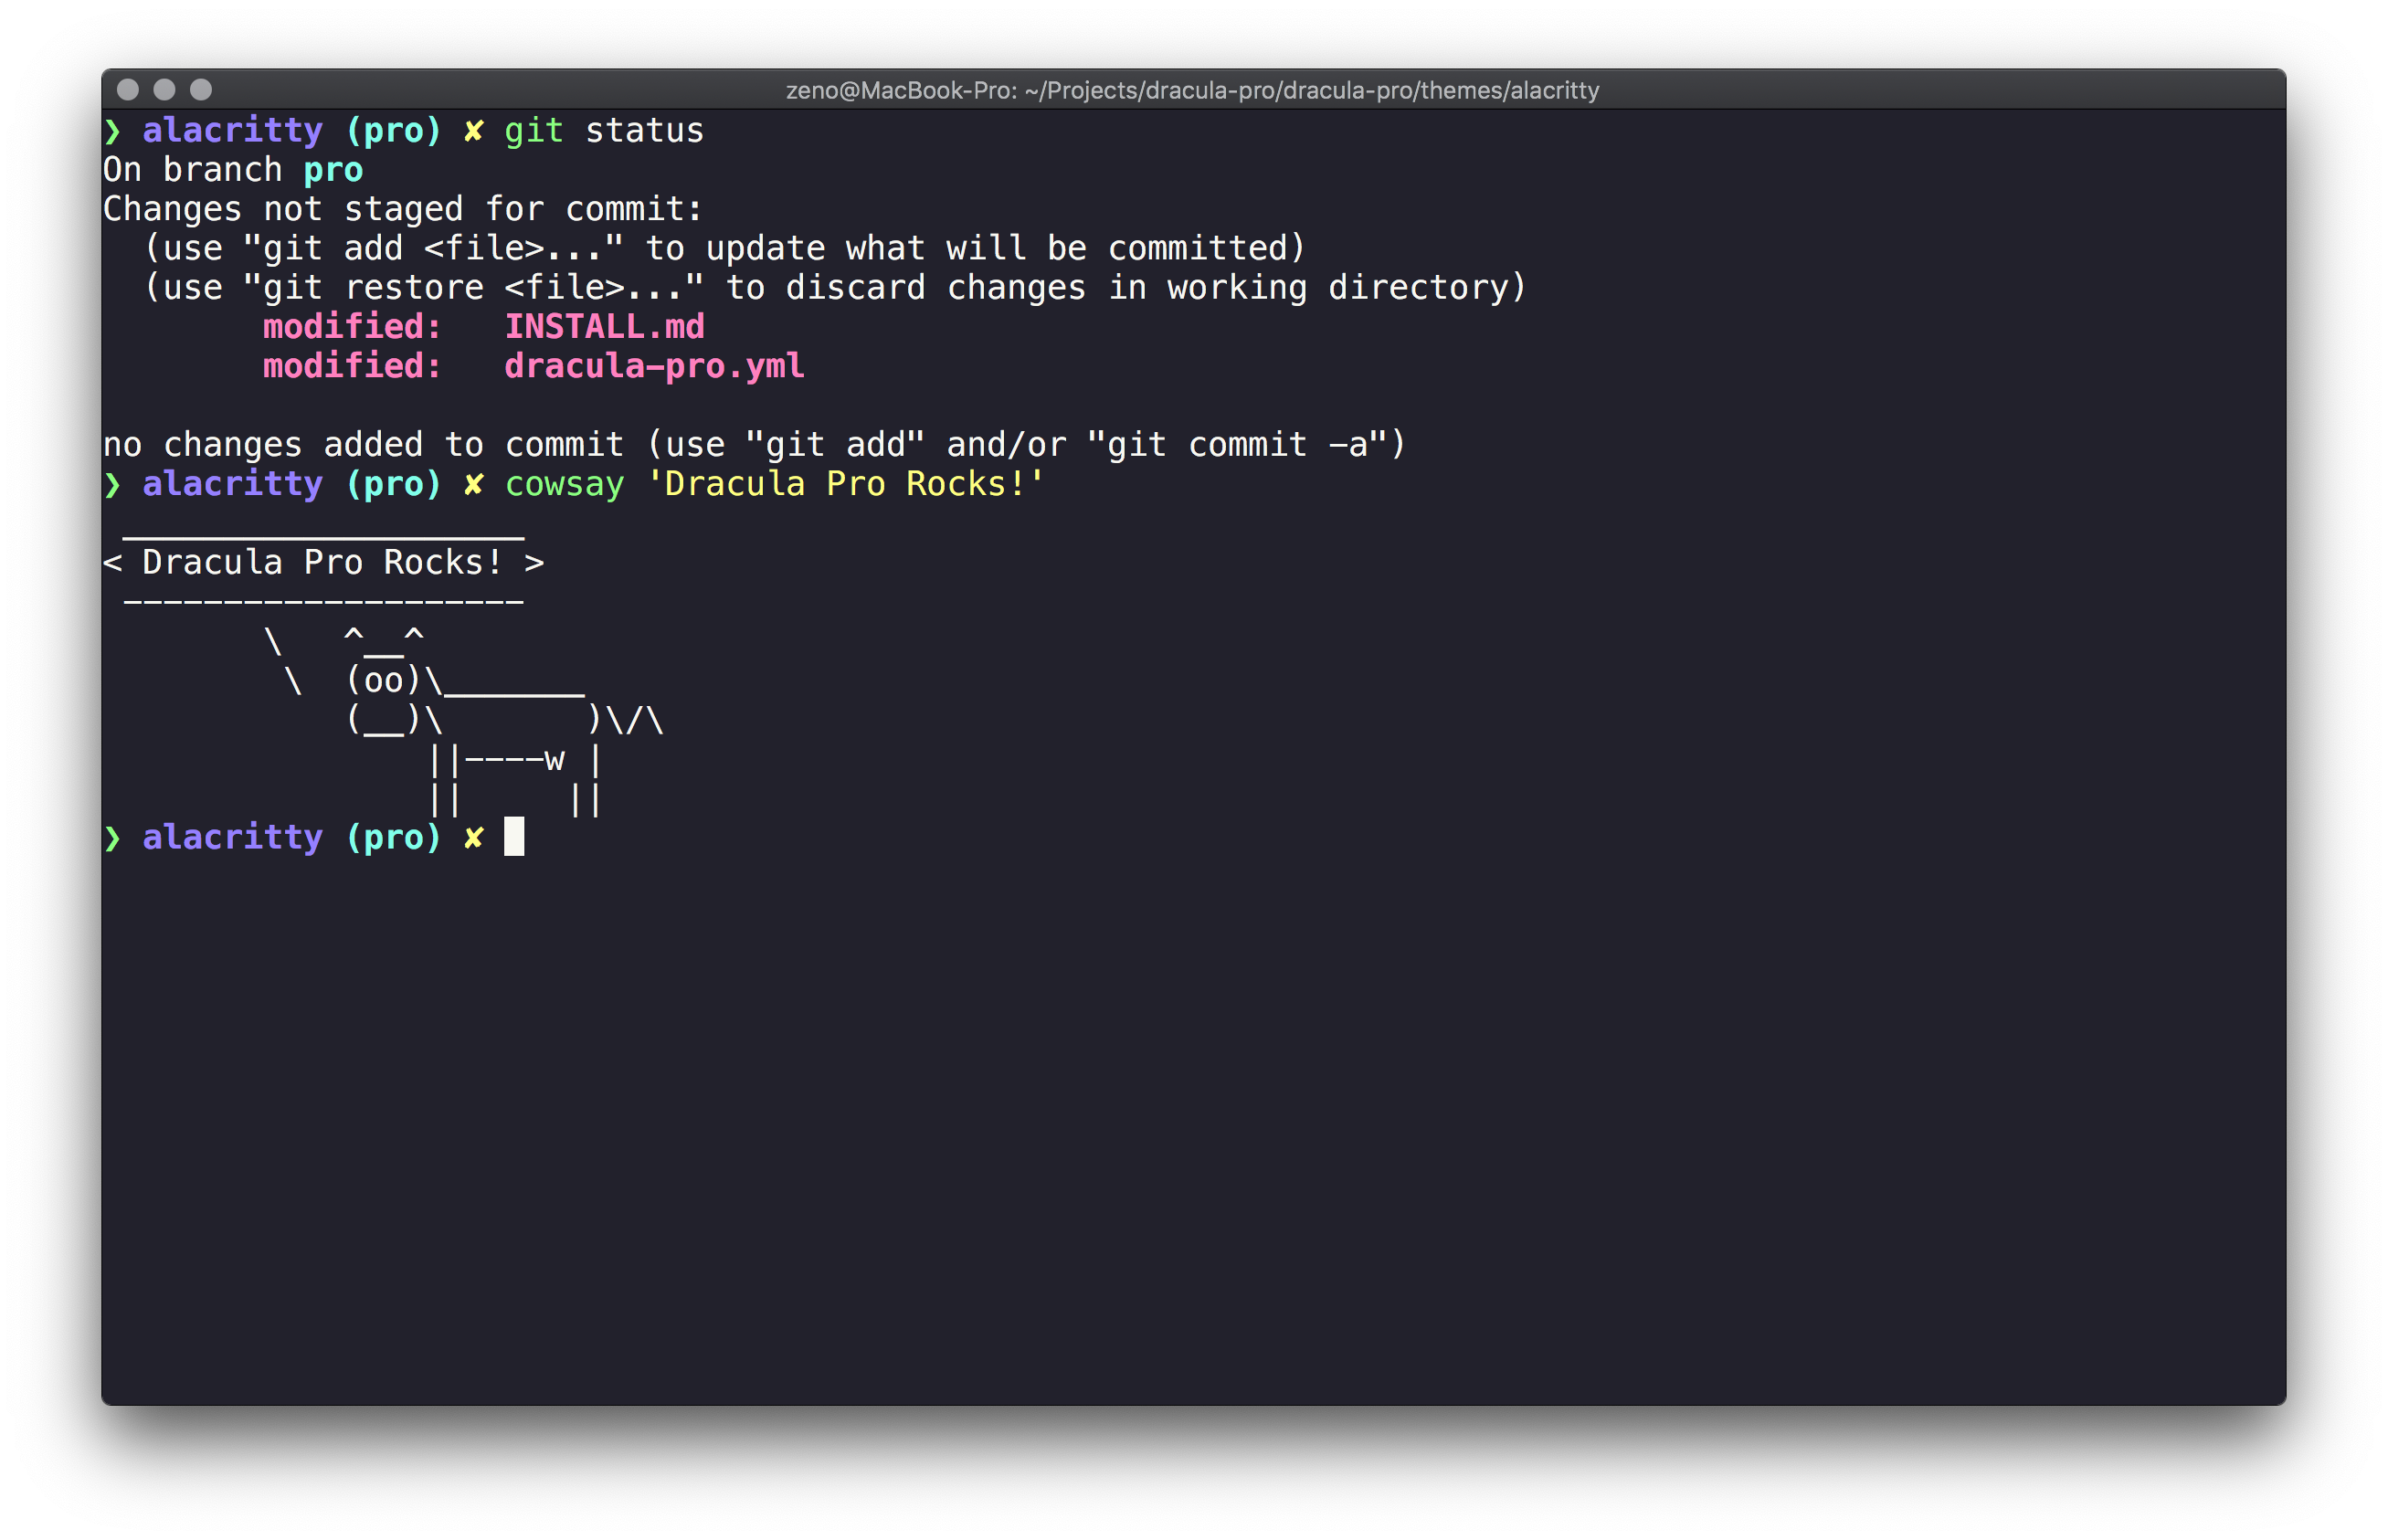 zeno@MacBook-Pro: ~/Projects/dracula-pro/dracula-pro/themes/alacritty
❯ alacritty (pro) ✘ git status
On branch pro
Changes not staged for commit:
  (use "git add <file>..." to update what will be committed)
  (use "git restore <file>..." to discard changes in working directory)
        modified:   INSTALL.md
        modified:   dracula-pro.yml

no changes added to commit (use "git add" and/or "git commit -a")
❯ alacritty (pro) ✘ cowsay 'Dracula Pro Rocks!'
 ____________________
< Dracula Pro Rocks! >
 --------------------
        \   ^__^
         \  (oo)\_______
            (__)\       )\/\
                ||----w |
                ||     ||
❯ alacritty (pro) ✘